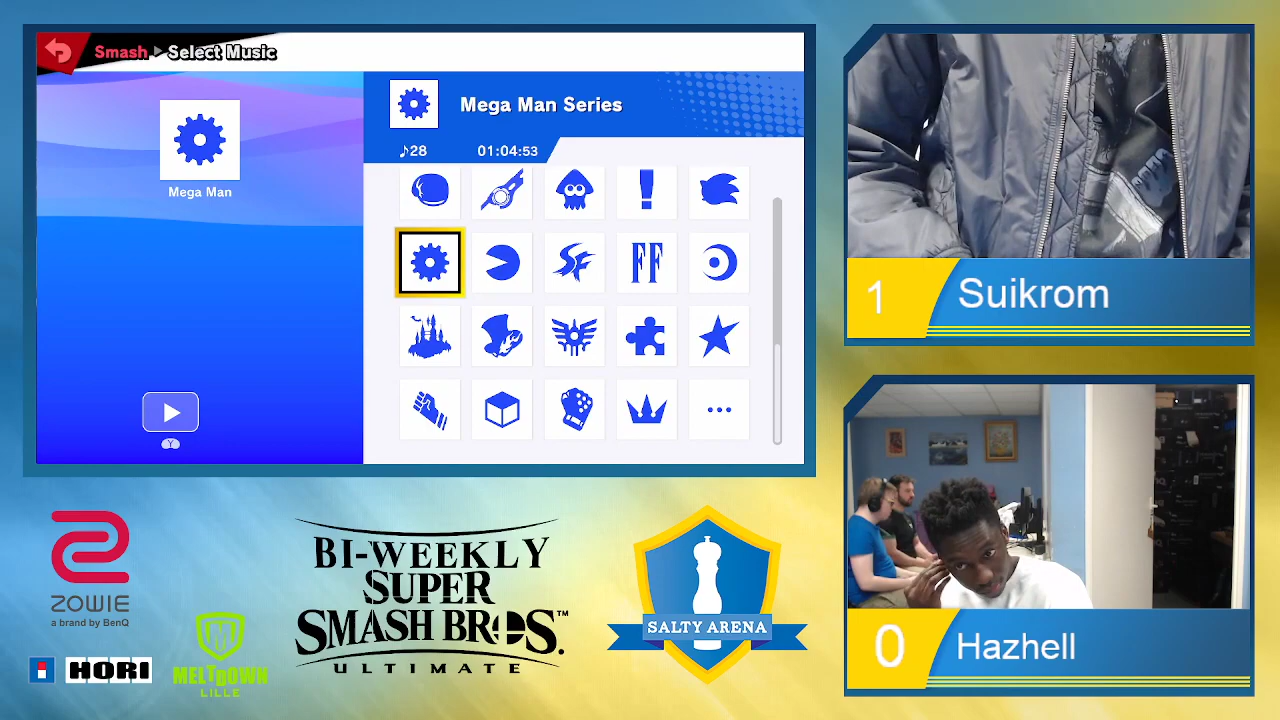 Smash ▶ Select Music
Mega Man Series
♪28 01:04:53
Mega Man
Y
FF
1 Suikrom
0 Hazhell
ZOWIE
a brand by BenQ
HORI
MELTDOWN
LILLE
BI-WEEKLY
SUPER
SMASH BROS.™
ULTIMATE
SALTY ARENA